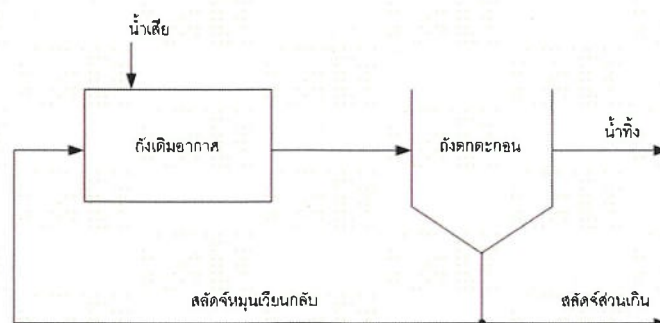 น้ำเสีย
ถังเติมอากาศ
ถังตกตะกอน
น้ำทิ้ง
สลัดจ์หมุนเวียนกลับ
สลัดจ์ส่วนเกิน